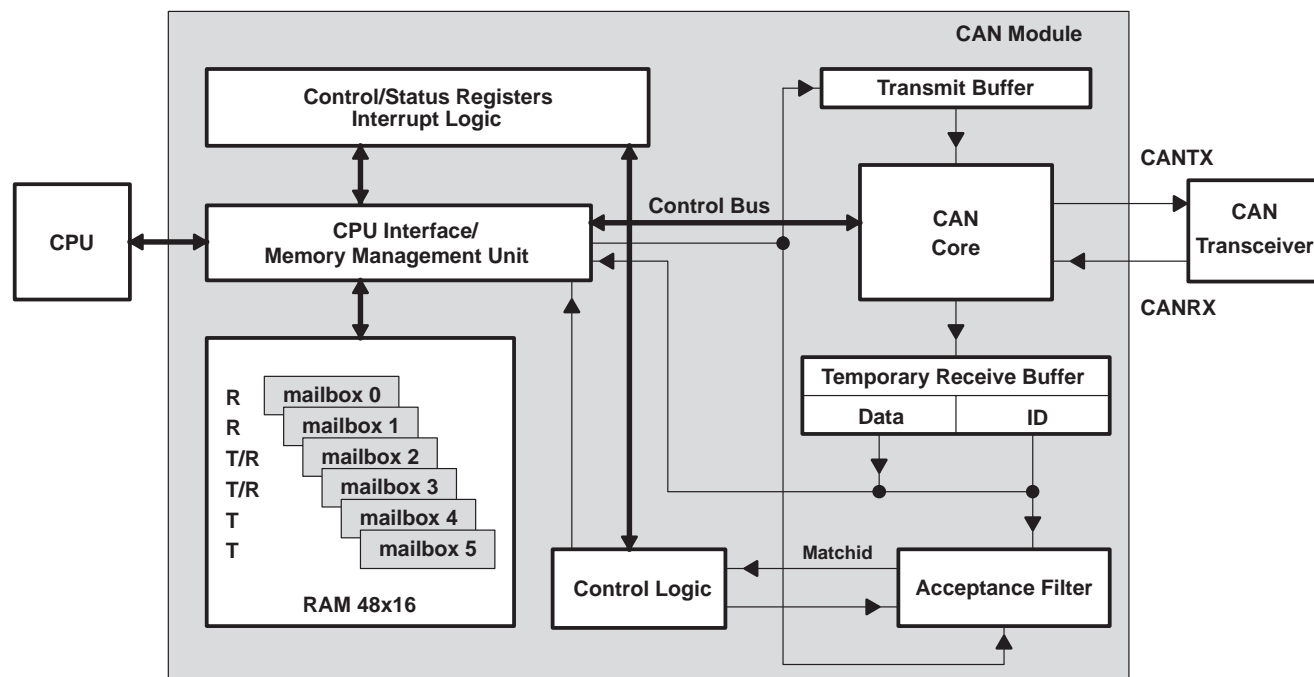 CAN Module
Control/Status Registers
Interrupt Logic
Transmit Buffer
CANTX
CPU
CPU Interface/
Memory Management Unit
Control Bus
CAN
Core
CAN
Transceiver
CANRX
Temporary Receive Buffer
Data ID
R mailbox 0
R mailbox 1
T/R mailbox 2
T/R mailbox 3
T mailbox 4
T mailbox 5
RAM 48x16
Control Logic
Matchid
Acceptance Filter